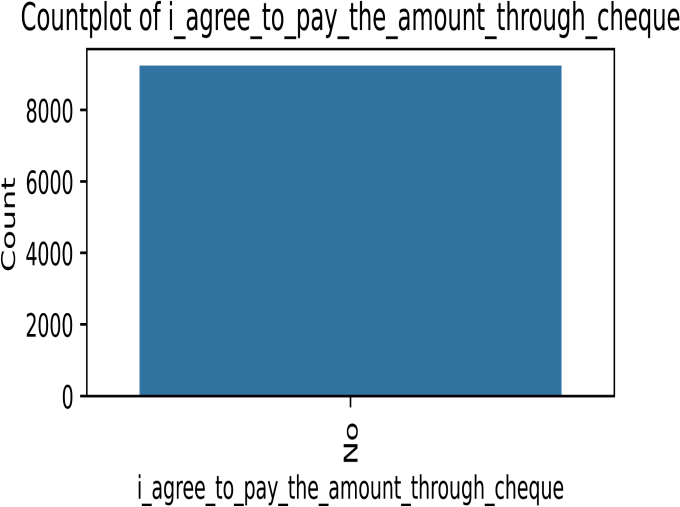 Countplot of i_agree_to_pay_the_amount_through_cheque
Count
8000
6000
4000
2000
0
No
i_agree_to_pay_the_amount_through_cheque